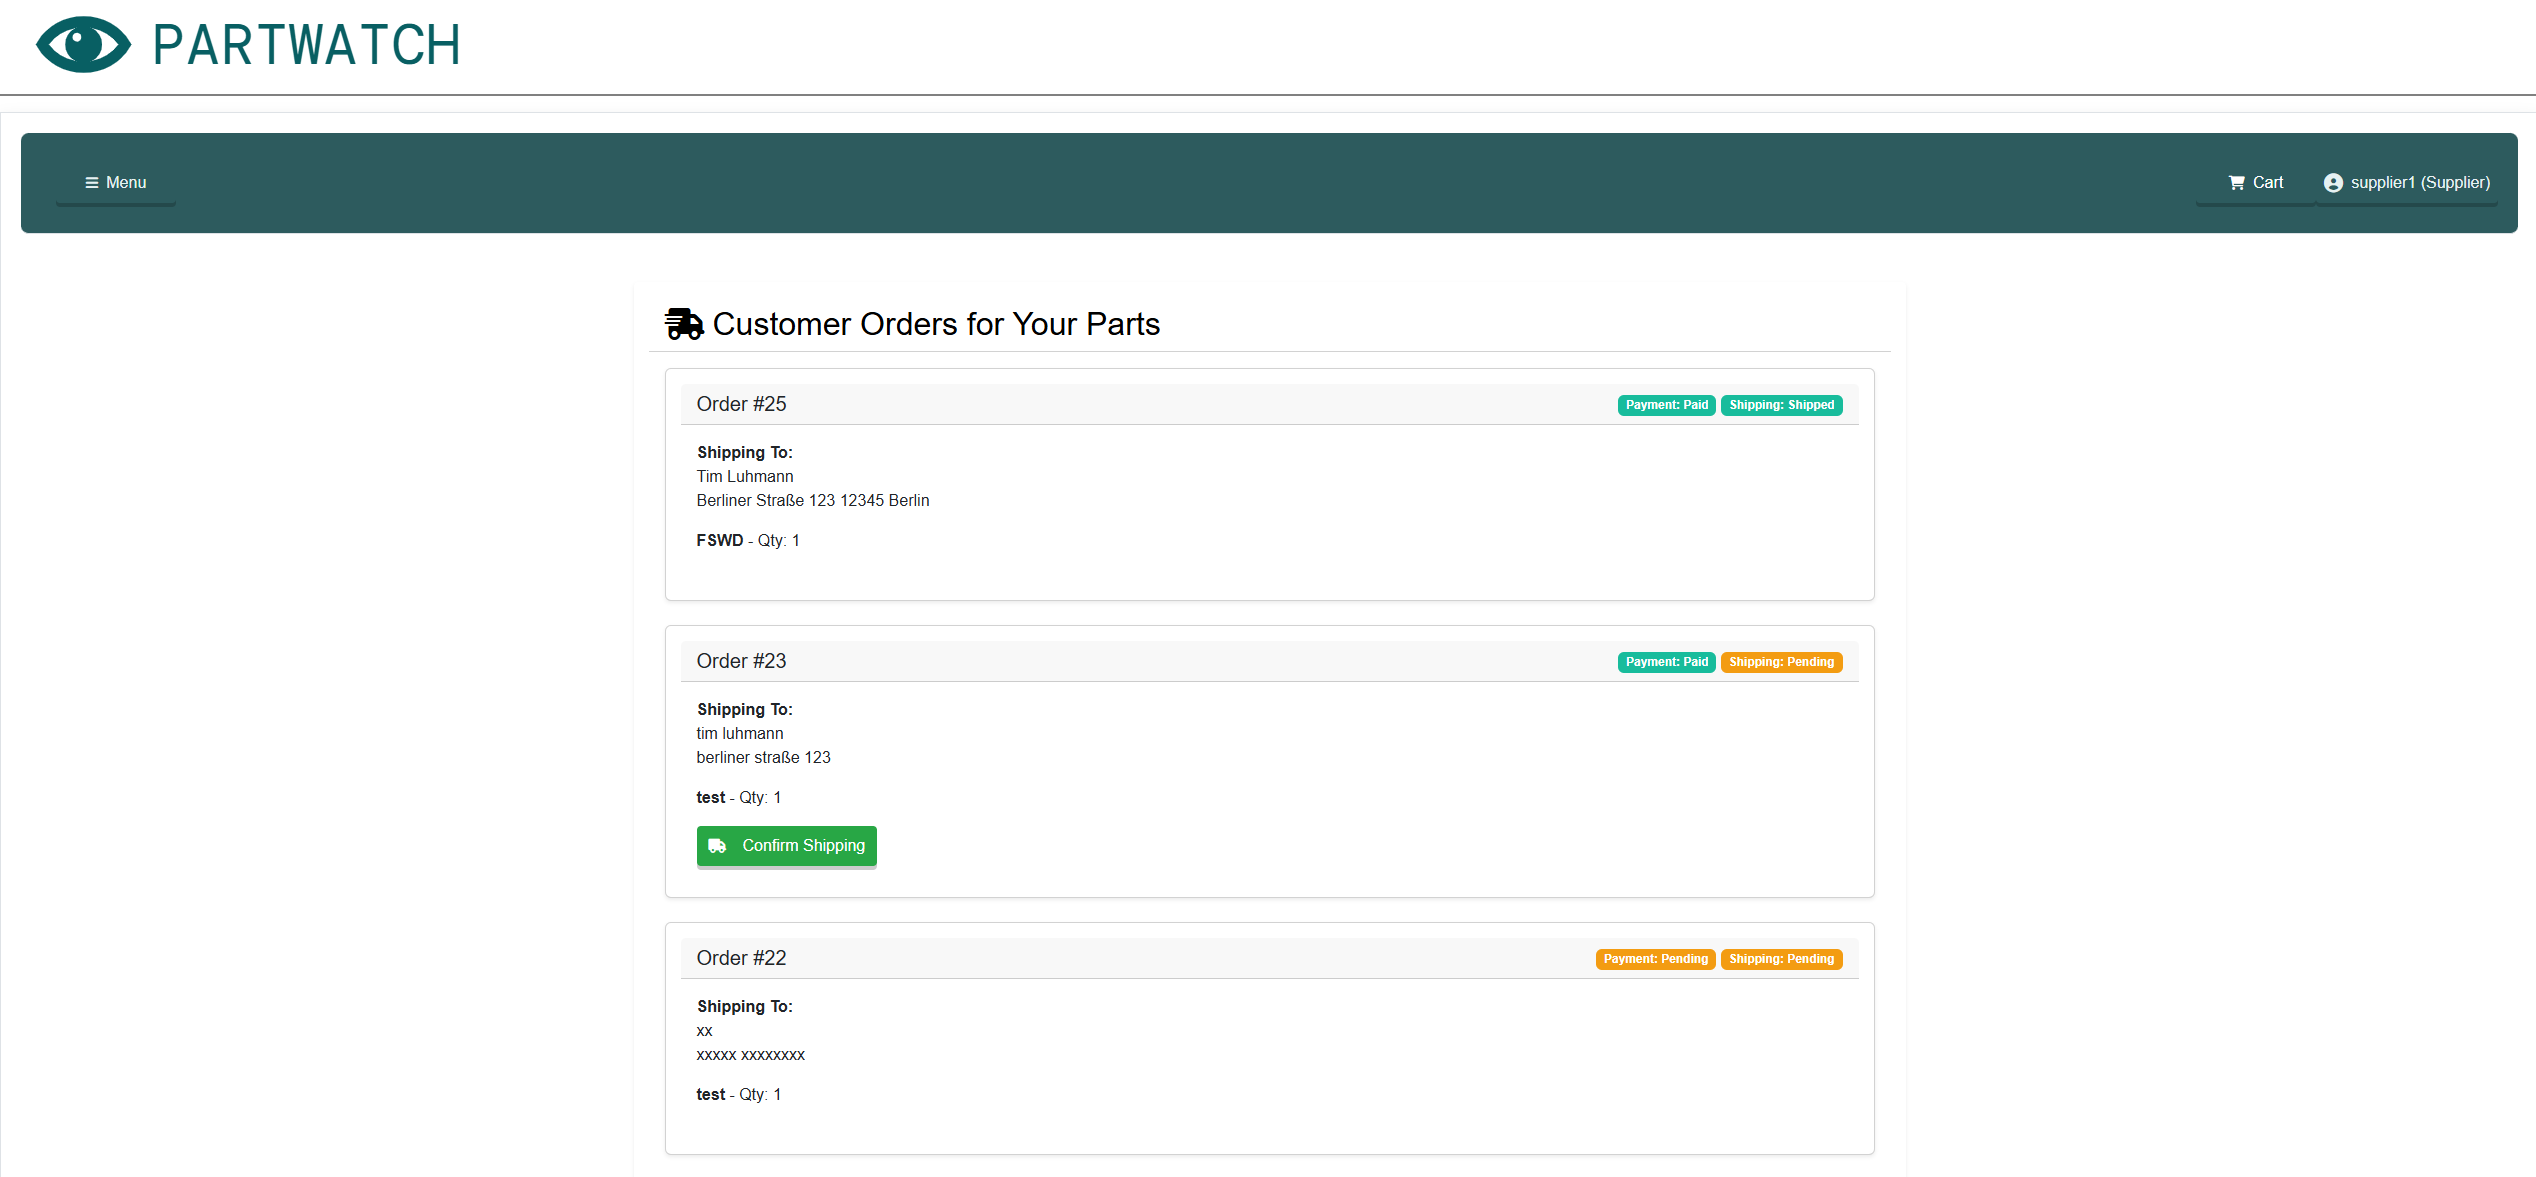 PARTWATCH
Menu
Cart
supplier1 (Supplier)
Customer Orders for Your Parts
Order #25
Payment: Paid
Shipping: Shipped
Shipping To:
Tim Luhmann
Berliner Straße 123 12345 Berlin
FSWD - Qty: 1
Order #23
Payment: Paid
Shipping: Pending
Shipping To:
tim luhmann
berliner straße 123
test - Qty: 1
Confirm Shipping
Order #22
Payment: Pending
Shipping: Pending
Shipping To:
xx
xxxxx xxxxxxxx
test - Qty: 1